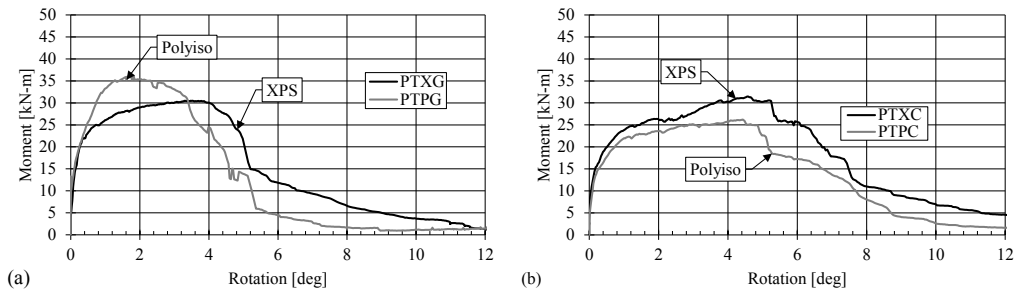 50
45
40
35
30
25
20
15
10
5
0
Moment [kN-m]
Polyiso
XPS
PTXG
PTPG
0 2 4 6 8 10 12
Rotation [deg]
(a)
50
45
40
35
30
25
20
15
10
5
0
Moment [kN-m]
XPS
Polyiso
PTXC
PTPC
0 2 4 6 8 10 12
Rotation [deg]
(b)